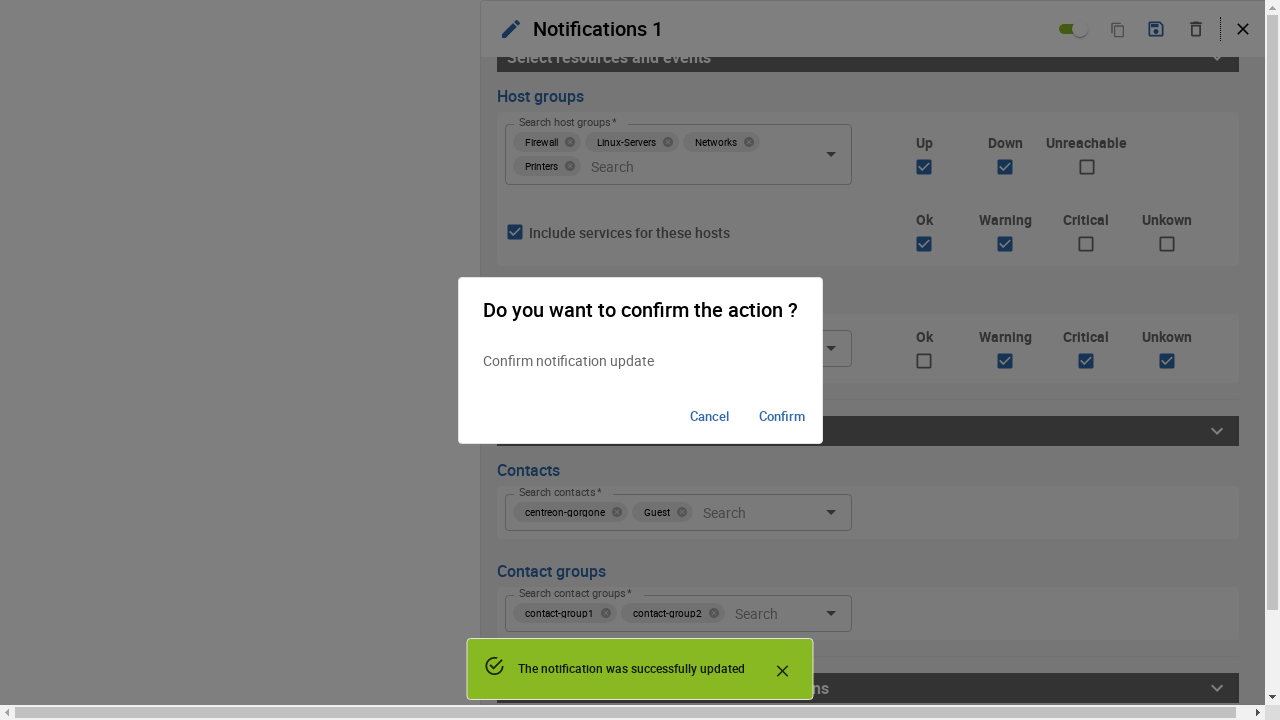 Notifications 1
Select resources and events
Host groups
Search host groups *
Firewall Linux-Servers Networks
Printers Search
Up Down Unreachable
Include services for these hosts
Ok Warning Critical Unkown
Do you want to confirm the action ?
Confirm notification update
Cancel Confirm
Ok Warning Critical Unkown
Contacts
Search contacts *
centreon-gorgone Guest Search
Contact groups
Search contact groups *
contact-group1 contact-group2 Search
The notification was successfully updated